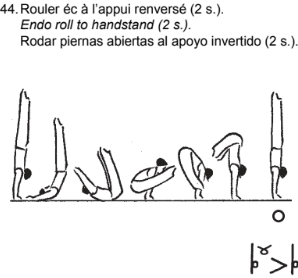 44. Rouler éc à l'appui renversé (2 s.).
Endo roll to handstand (2 s.).
Rodar piernas abiertas al apoyo invertido (2 s.).